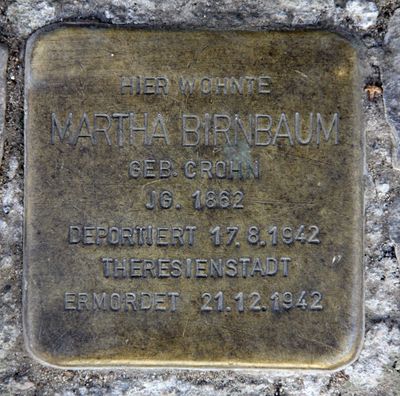 HIER WOHNTE
MARTHA BIRNBAUM
GEB. CROHN
JG. 1862
DEPORTIERT 17.8.1942
THERESIENSTADT
ERMORDET 21.12.1942